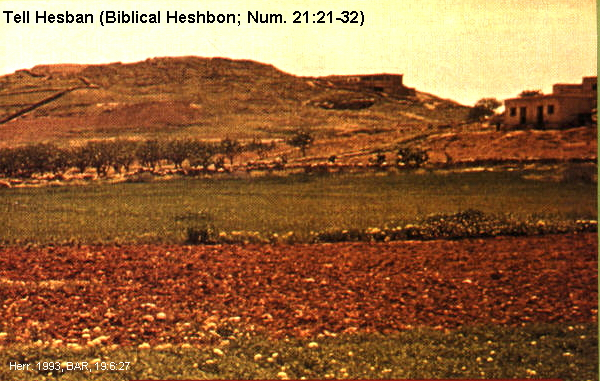 Tell Hesban (Biblical Heshbon; Num. 21:21-32)
Herr: 1993, BAR, 19:6:27